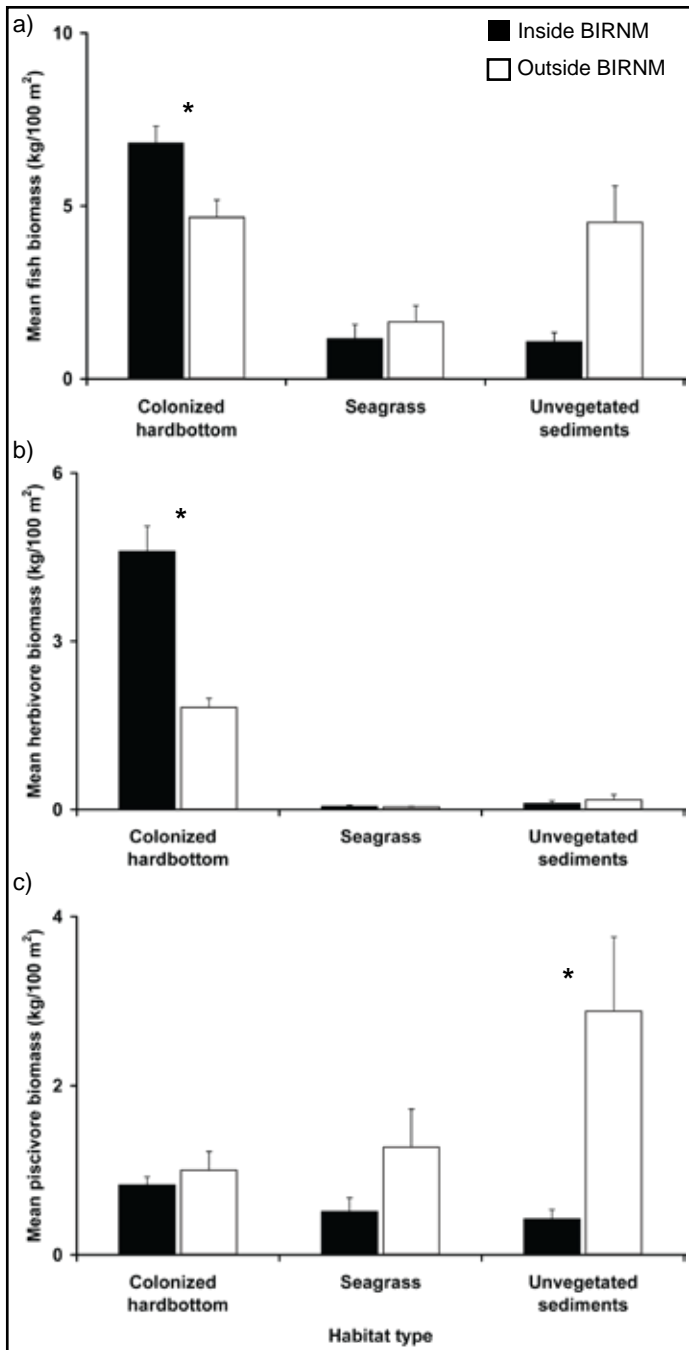 a)
Inside BIRNM
Outside BIRNM
Mean fish biomass (kg/100 m²)
10
5
0
*
Colonized
hardbottom
Seagrass
Unvegetated
sediments
b)
Mean herbivore biomass (kg/100 m²)
6
3
0
*
Colonized
hardbottom
Seagrass
Unvegetated
sediments
c)
Mean piscivore biomass (kg/100 m²)
4
2
0
*
Colonized
hardbottom
Seagrass
Unvegetated
sediments
Habitat type